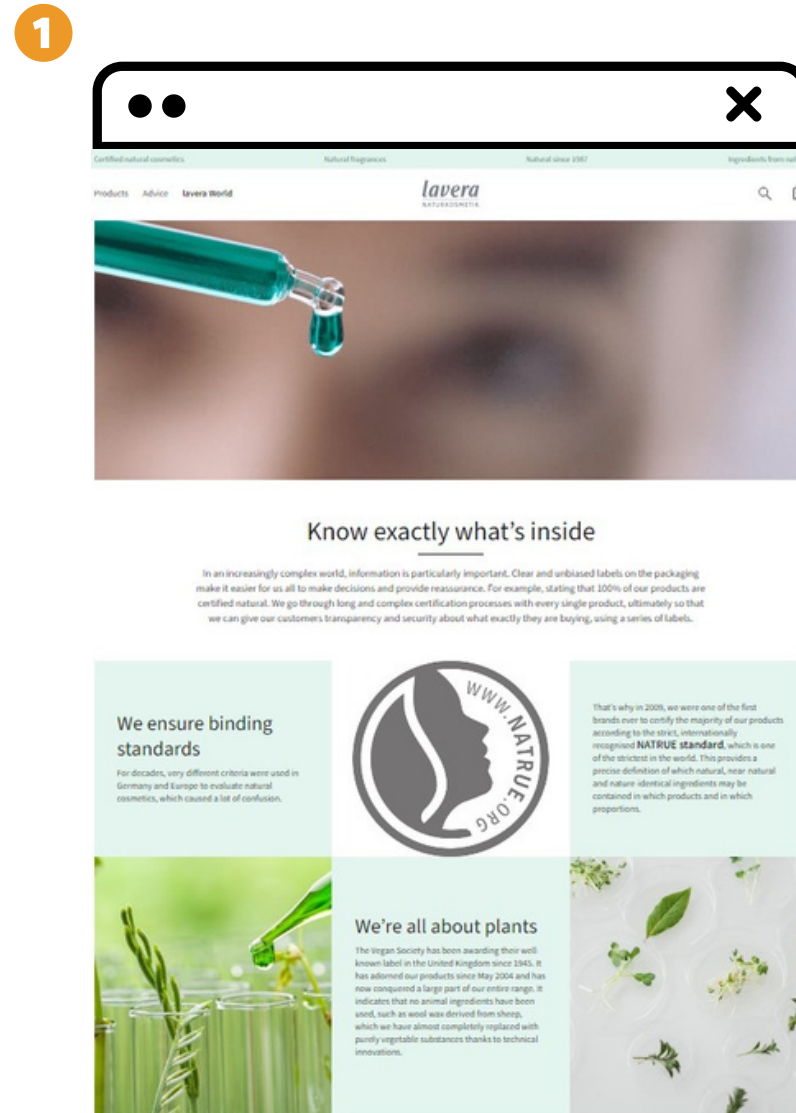 1
Certified natural cosmetics
Natural fragrances
Natural since 1987
Ingredients from nat
Products Advice lavera World
lavera
NATURKOSMETIK
Know exactly what's inside
In an increasingly complex world, information is particularly important. Clear and unbiased labels on the packaging
make it easier for us all to make decisions and provide reassurance. For example, stating that 100% of our products are
certified natural. We go through long and complex certification processes with every single product, ultimately so that
we can give our customers transparency and security about what exactly they are buying, using a series of labels.
We ensure binding
standards
For decades, very different criteria were used in
Germany and Europe to evaluate natural
cosmetics, which caused a lot of confusion.
WWW.NATRUE.ORG
That's why in 2009, we were one of the first
brands ever to certify the majority of our products
according to the strict, internationally
recognised NATRUE standard, which is one
of the strictest in the world. This provides a
precise definition of which natural, near natural
and nature identical ingredients may be
contained in which products and in which
proportions.
We're all about plants
The Vegan Society has been awarding their well-
known label in the United Kingdom since 1945. It
has adorned our products since May 2004 and has
now conquered a large part of our entire range. It
indicates that no animal ingredients have been
used, such as wool wax derived from sheep,
which we have almost completely replaced with
purely vegetable substances thanks to technical
innovations.